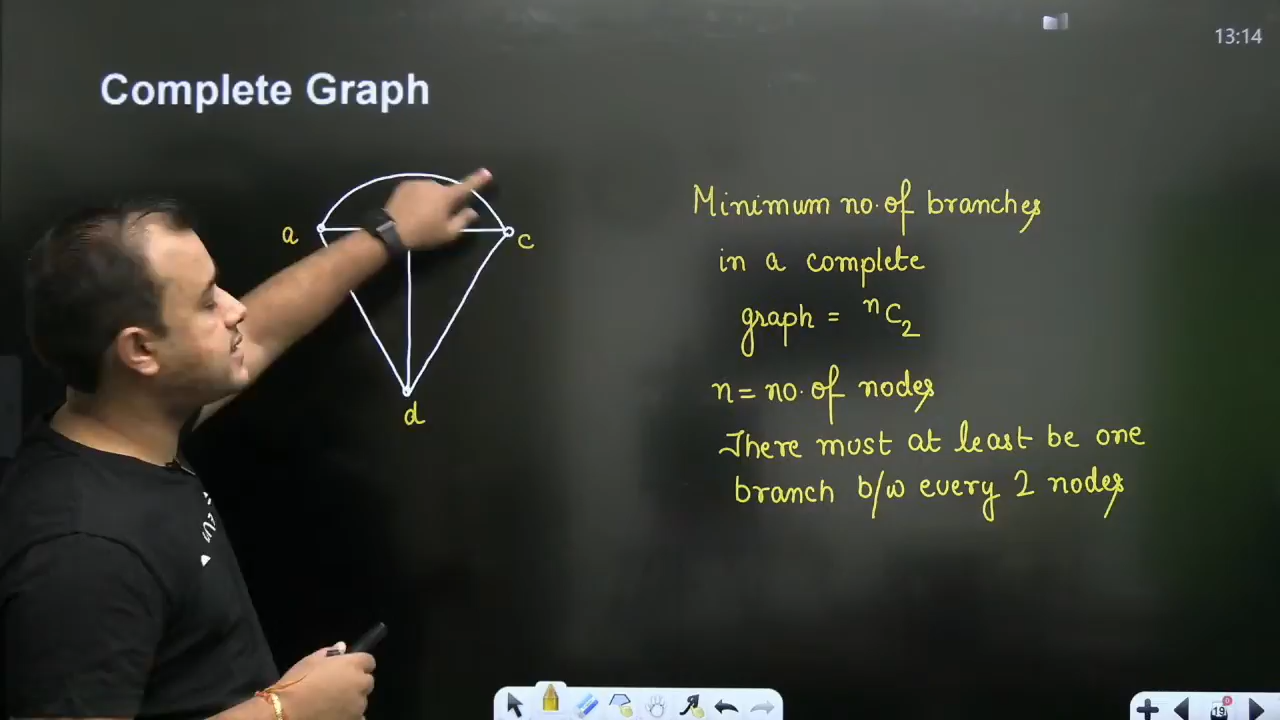 13:14
Complete Graph
a
c
d
Minimum no. of branches
in a complete
graph = ⁿC₂
n = no. of nodes
There must at least be one
branch b/w every 2 nodes
19